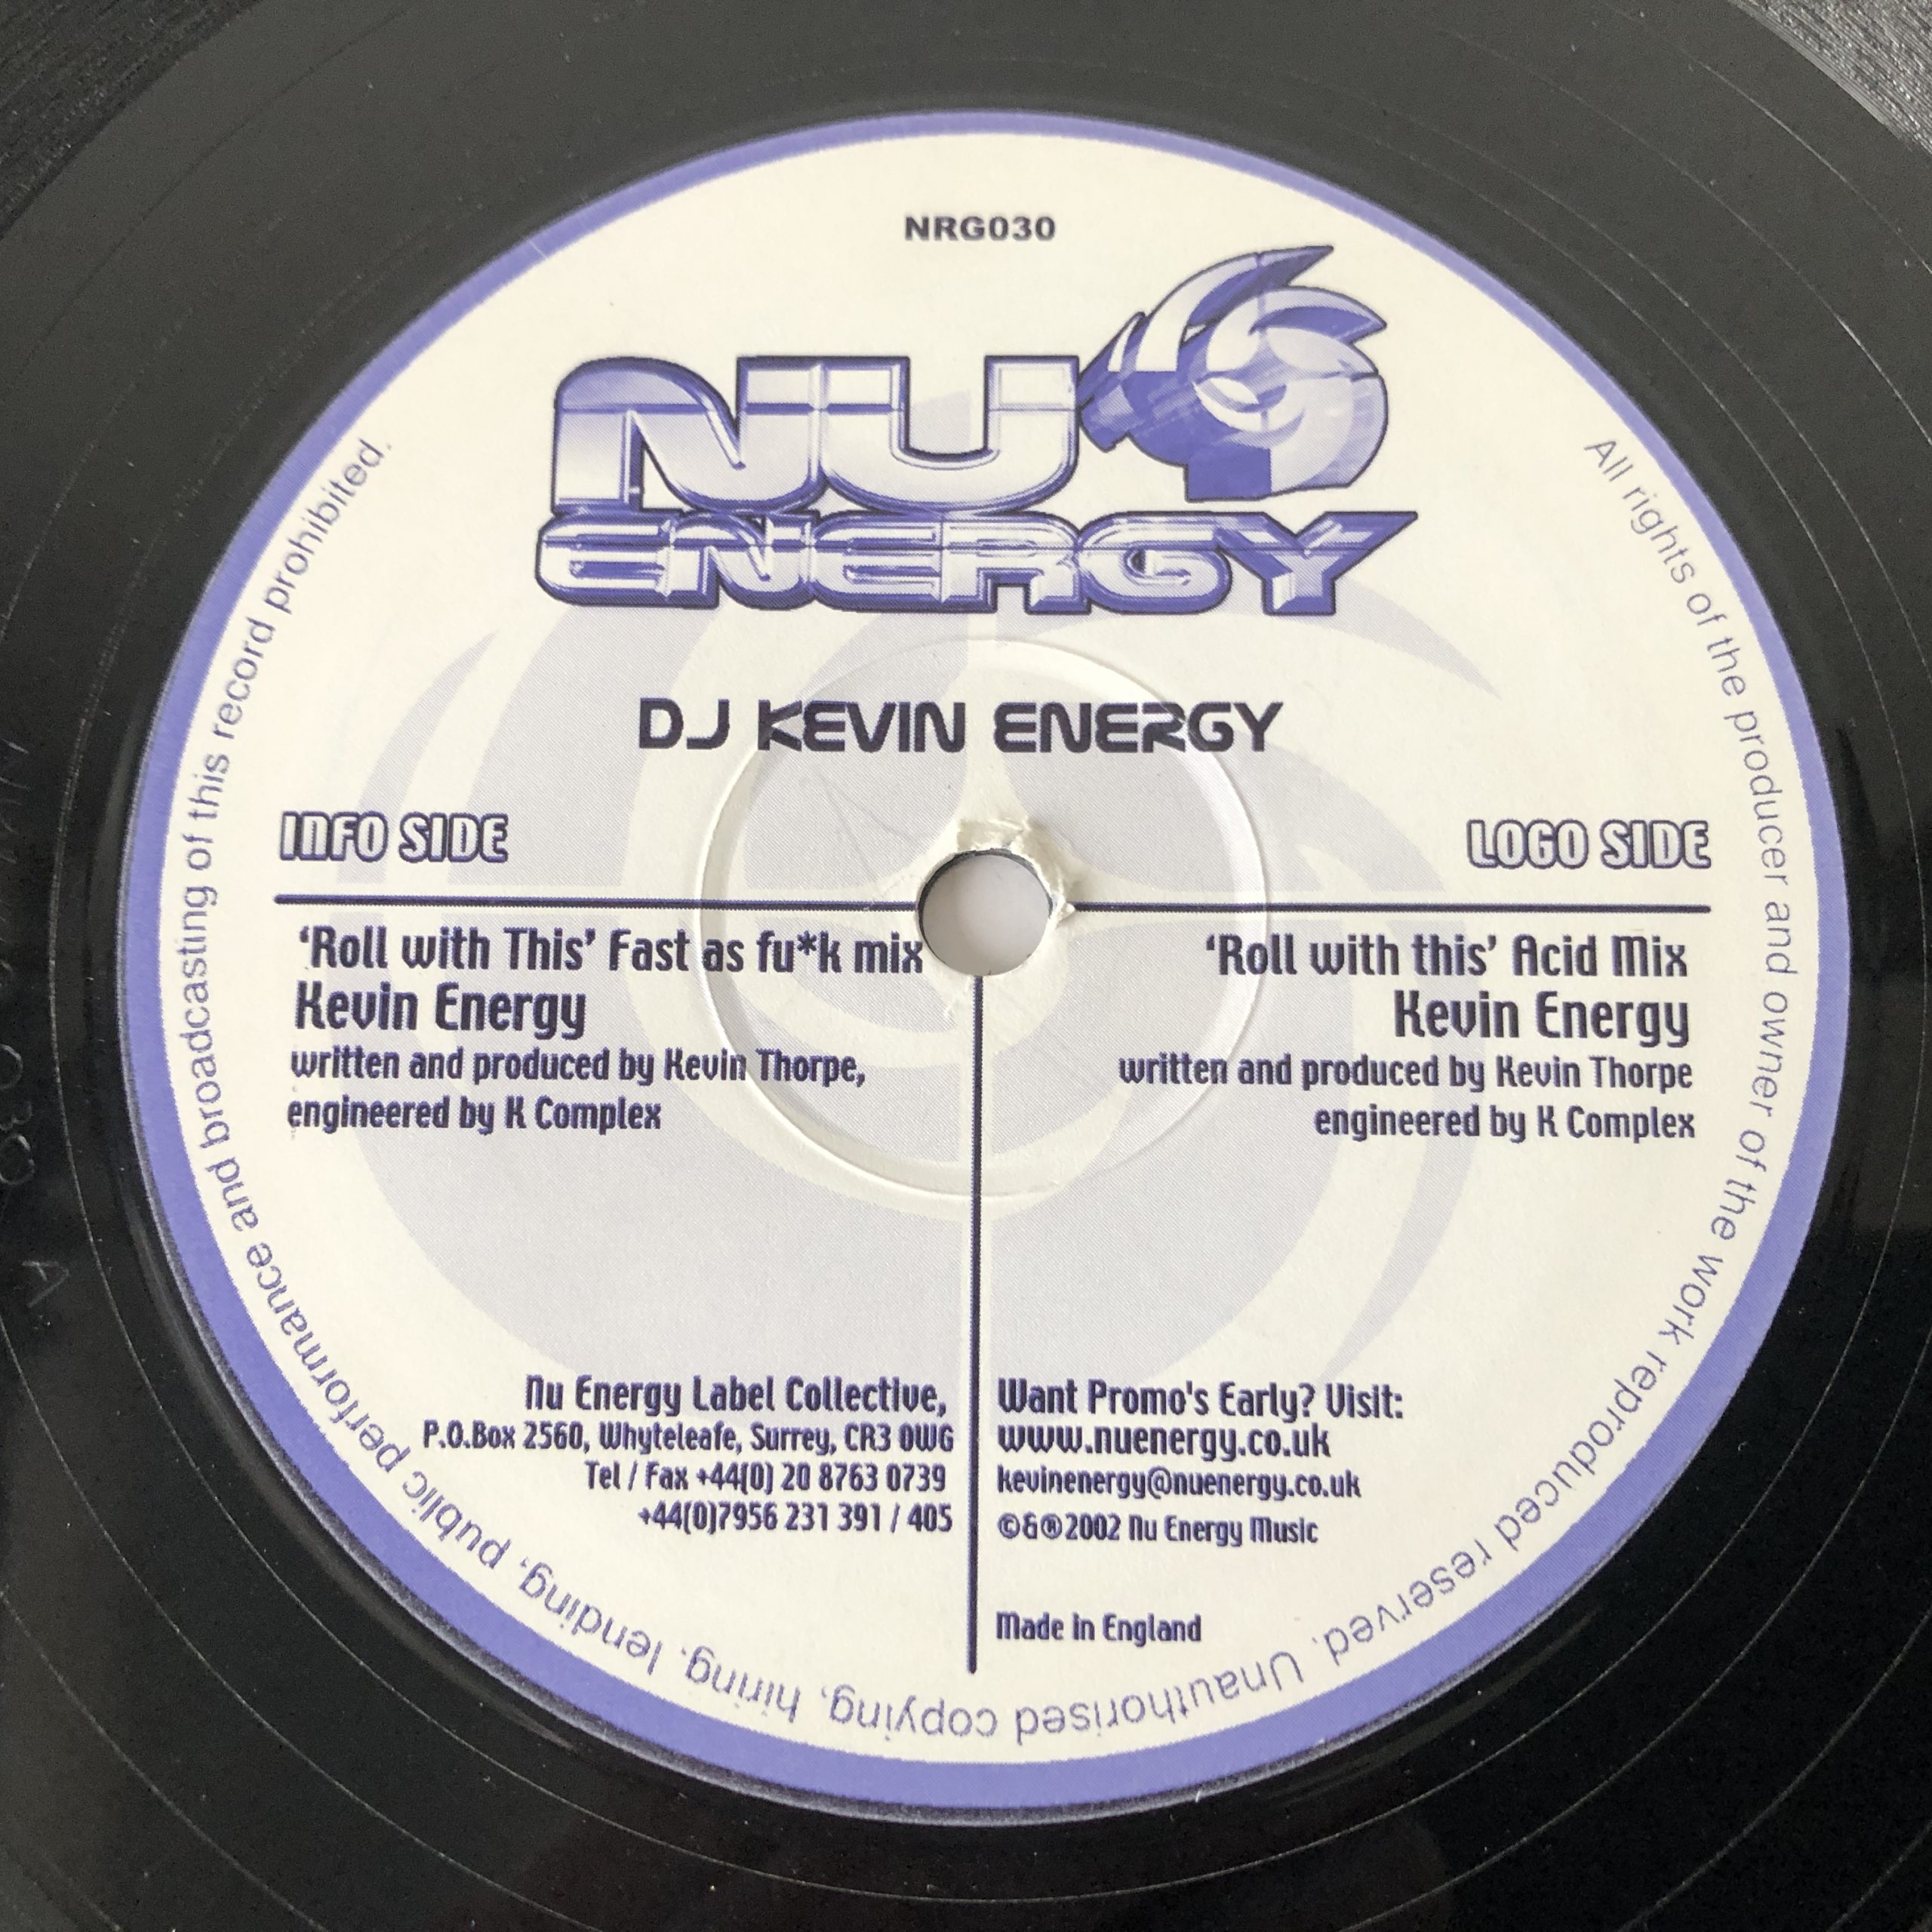 NRG030
NU
ENERGY
DJ KEVIN ENERGY
INFO SIDE
'Roll with This' Fast as fu*k mix
Kevin Energy
written and produced by Kevin Thorpe,
engineered by K Complex
LOGO SIDE
'Roll with this' Acid Mix
Kevin Energy
written and produced by Kevin Thorpe
engineered by K Complex
Nu Energy Label Collective,
P.O.Box 2560, Whyteleafe, Surrey, CR3 0WG
Tel / Fax +44(0) 20 8763 0739
+44(0)7956 231 391 / 405
Want Promo's Early? Visit:
www.nuenergy.co.uk
kevinenergy@nuenergy.co.uk
©&®2002 Nu Energy Music
Made in England
All rights of the producer and owner of the work reproduced reserved. Unauthorised copying, hiring, lending, public performance and broadcasting of this record prohibited.
A